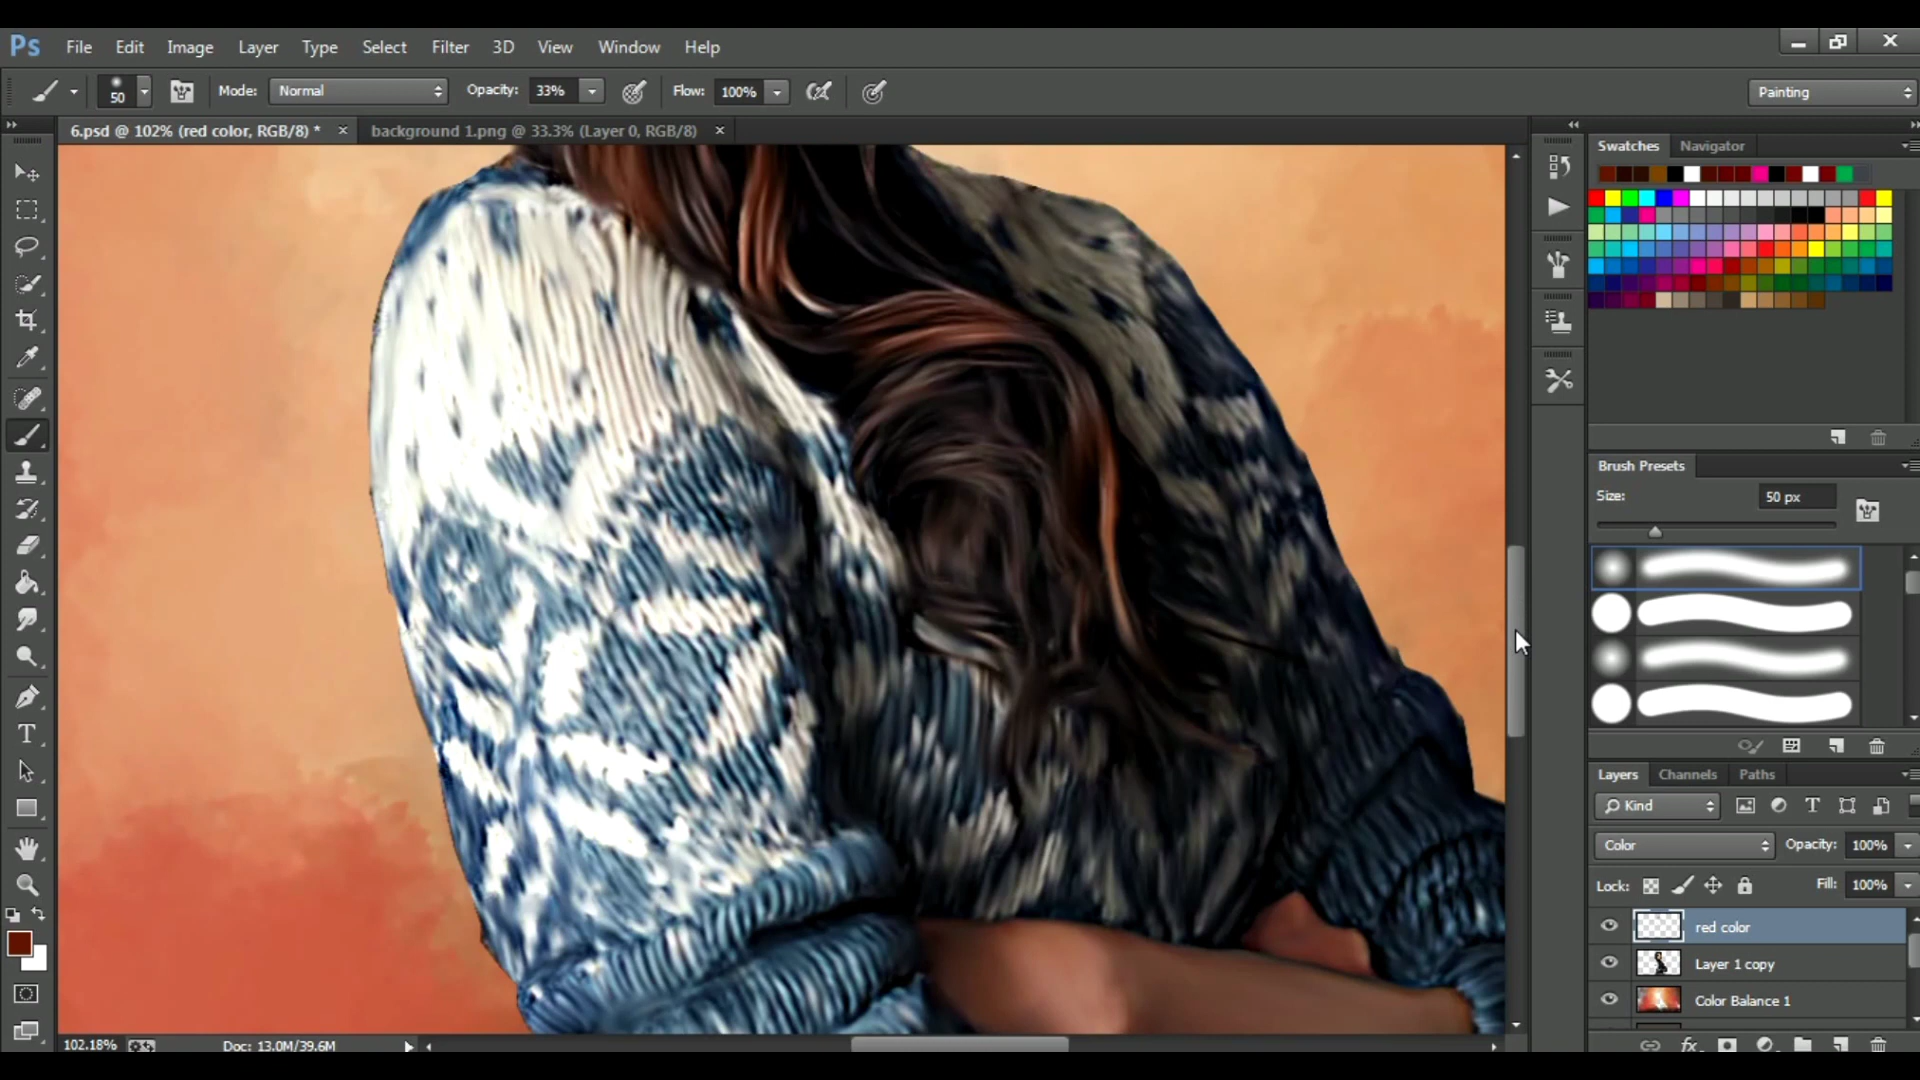 Ps File Edit Image Layer Type Select Filter 3D View Window Help
50 Mode: Normal Opacity: 33% Flow: 100% Painting
6.psd @ 102% (red color, RGB/8) * × background 1.png @ 33.3% (Layer 0, RGB/8) ×
Swatches Navigator
Brush Presets
Size: 50 px
Layers Channels Paths
Kind
Color Opacity: 100%
Lock: Fill: 100%
red color
Layer 1 copy
Color Balance 1
102.18% Doc: 13.0M/39.6M